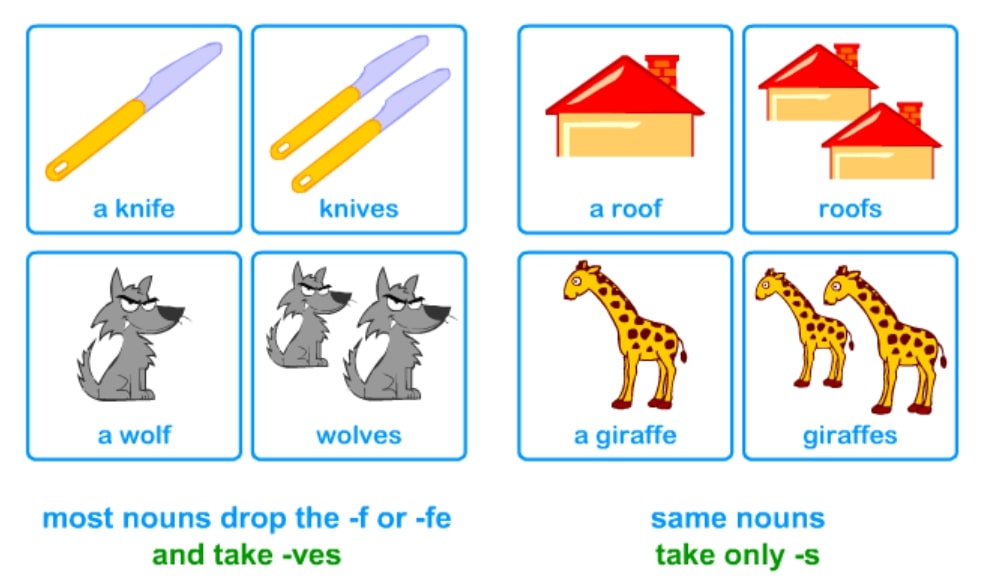 a knife
knives
a roof
roofs
a wolf
wolves
a giraffe
giraffes
most nouns drop the -f or -fe
and take -ves
same nouns
take only -s